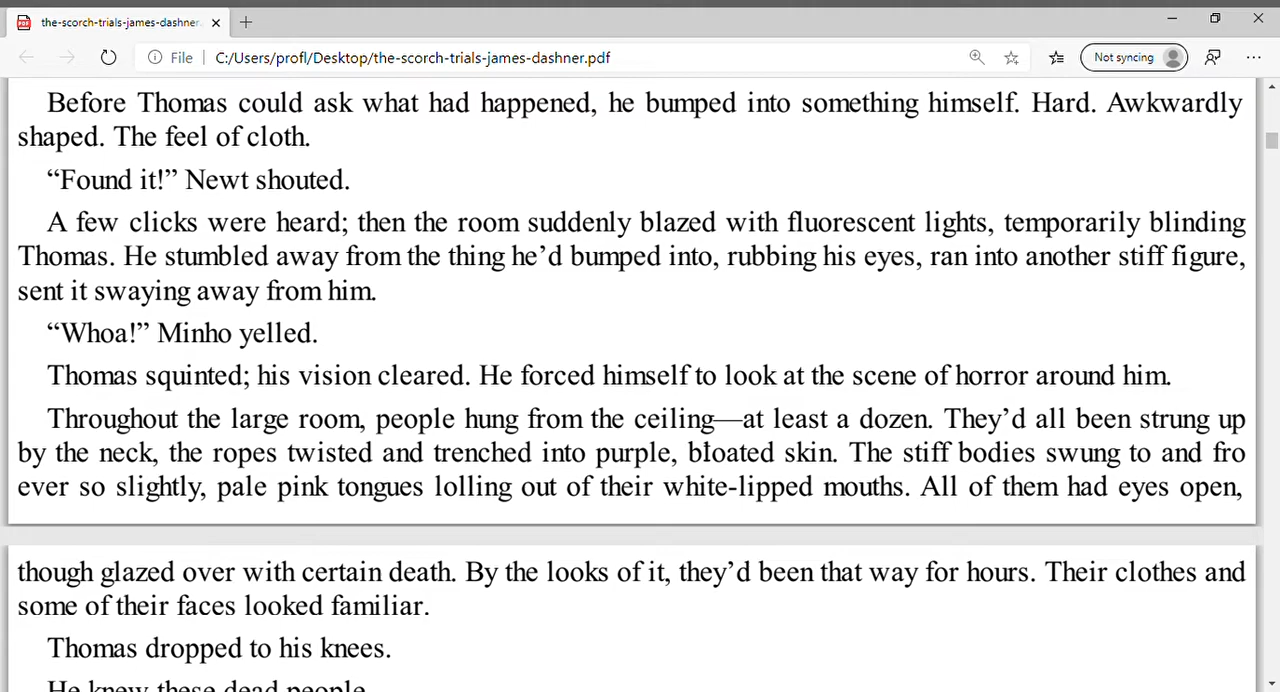 the-scorch-trials-james-dashner.
File
C:/Users/profl/Desktop/the-scorch-trials-james-dashner.pdf
Not syncing
Before Thomas could ask what had happened, he bumped into something himself. Hard. Awkwardly
shaped. The feel of cloth.
“Found it!” Newt shouted.
A few clicks were heard; then the room suddenly blazed with fluorescent lights, temporarily blinding
Thomas. He stumbled away from the thing he’d bumped into, rubbing his eyes, ran into another stiff figure,
sent it swaying away from him.
“Whoa!” Minho yelled.
Thomas squinted; his vision cleared. He forced himself to look at the scene of horror around him.
Throughout the large room, people hung from the ceiling—at least a dozen. They’d all been strung up
by the neck, the ropes twisted and trenched into purple, bloated skin. The stiff bodies swung to and fro
ever so slightly, pale pink tongues lolling out of their white-lipped mouths. All of them had eyes open,
though glazed over with certain death. By the looks of it, they’d been that way for hours. Their clothes and
some of their faces looked familiar.
Thomas dropped to his knees.
He knew these dead people.